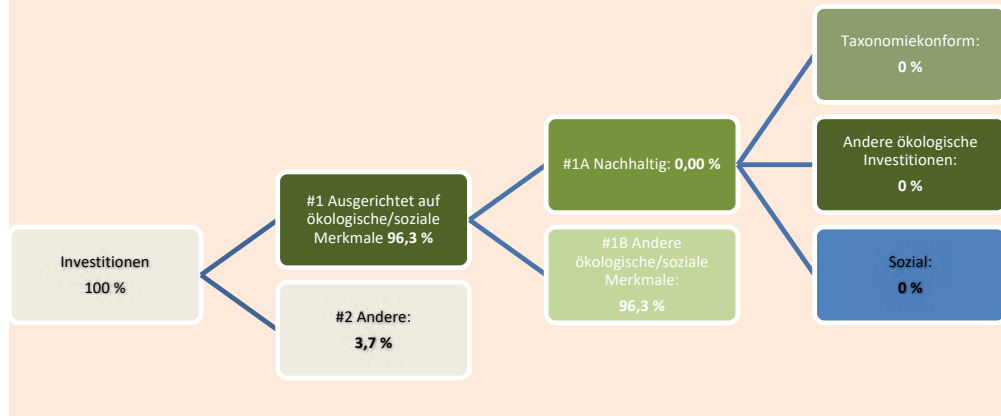 Investitionen
100 %
#1 Ausgerichtet auf
ökologische/soziale
Merkmale 96,3 %
#2 Andere:
3,7 %
#1A Nachhaltig: 0,00 %
#1B Andere
ökologische/soziale
Merkmale:
96,3 %
Taxonomiekonform:
0 %
Andere ökologische
Investitionen:
0 %
Sozial:
0 %